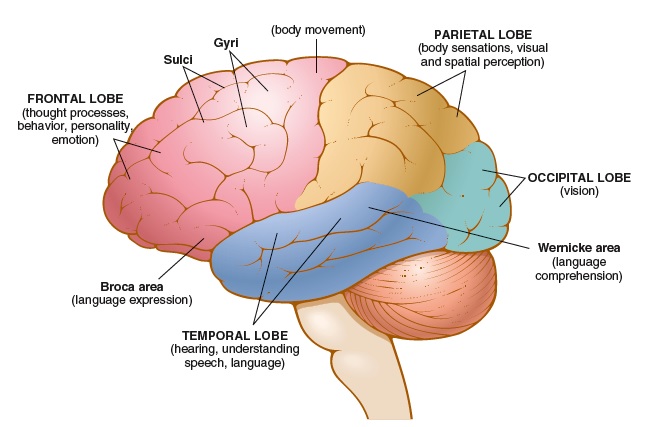 (body movement)
Gyri
Sulci
PARIETAL LOBE
(body sensations, visual
and spatial perception)
FRONTAL LOBE
(thought processes,
behavior, personality,
emotion)
OCCIPITAL LOBE
(vision)
Wernicke area
(language
comprehension)
Broca area
(language expression)
TEMPORAL LOBE
(hearing, understanding
speech, language)